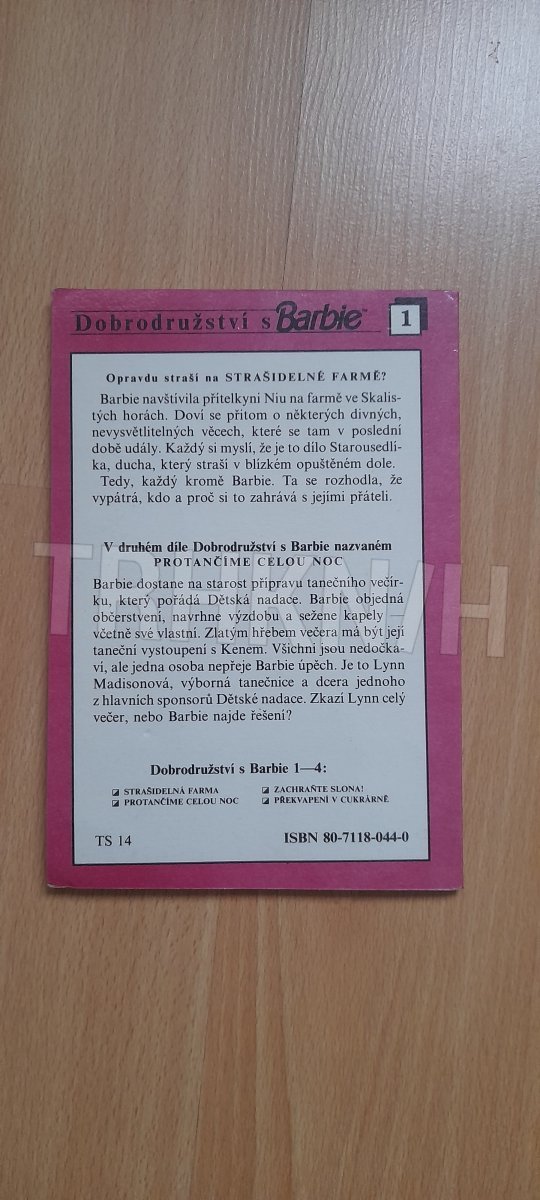 Dobrodružství s Barbie™ 1
Opravdu straší na STRAŠIDELNÉ FARMĚ?
Barbie navštívila přítelkyni Niu na farmě ve Skalis-
tých horách. Doví se přitom o některých divných,
nevysvětlitelných věcech, které se tam v poslední
době udály. Každý si myslí, že je to dílo Starousedlí-
ka, ducha, který straší v blízkém opuštěném dole.
Tedy, každý kromě Barbie. Ta se rozhodla, že
vypátrá, kdo a proč si to zahrává s jejími přáteli.
V druhém díle Dobrodružství s Barbie nazvaném
PROTANČÍME CELOU NOC
Barbie dostane na starost přípravu tanečního večír-
ku, který pořádá Dětská nadace. Barbie objedná
občerstvení, navrhne výzdobu a sežene kapely –
včetně své vlastní. Zlatým hřebem večera má být její
taneční vystoupení s Kenem. Všichni jsou nedočka-
ví, ale jedna osoba nepřeje Barbie úpěch. Je to Lynn
Madisonová, výborná tanečnice a dcera jednoho
z hlavních sponsorů Dětské nadace. Zkazí Lynn celý
večer, nebo Barbie najde řešení?
Dobrodružství s Barbie 1—4:
STRAŠIDELNÁ FARMA ZACHRAŇTE SLONA!
PROTANČÍME CELOU NOC PŘEKVAPENÍ V CUKRÁRNĚ
TS 14 ISBN 80-7118-044-0